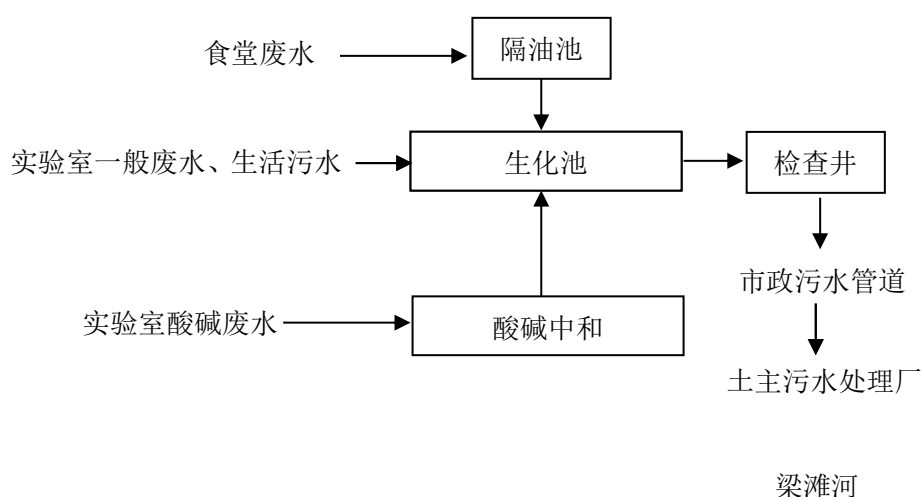 食堂废水
隔油池
实验室一般废水、生活污水
生化池
检查井
市政污水管道
实验室酸碱废水
酸碱中和
土主污水处理厂
梁滩河